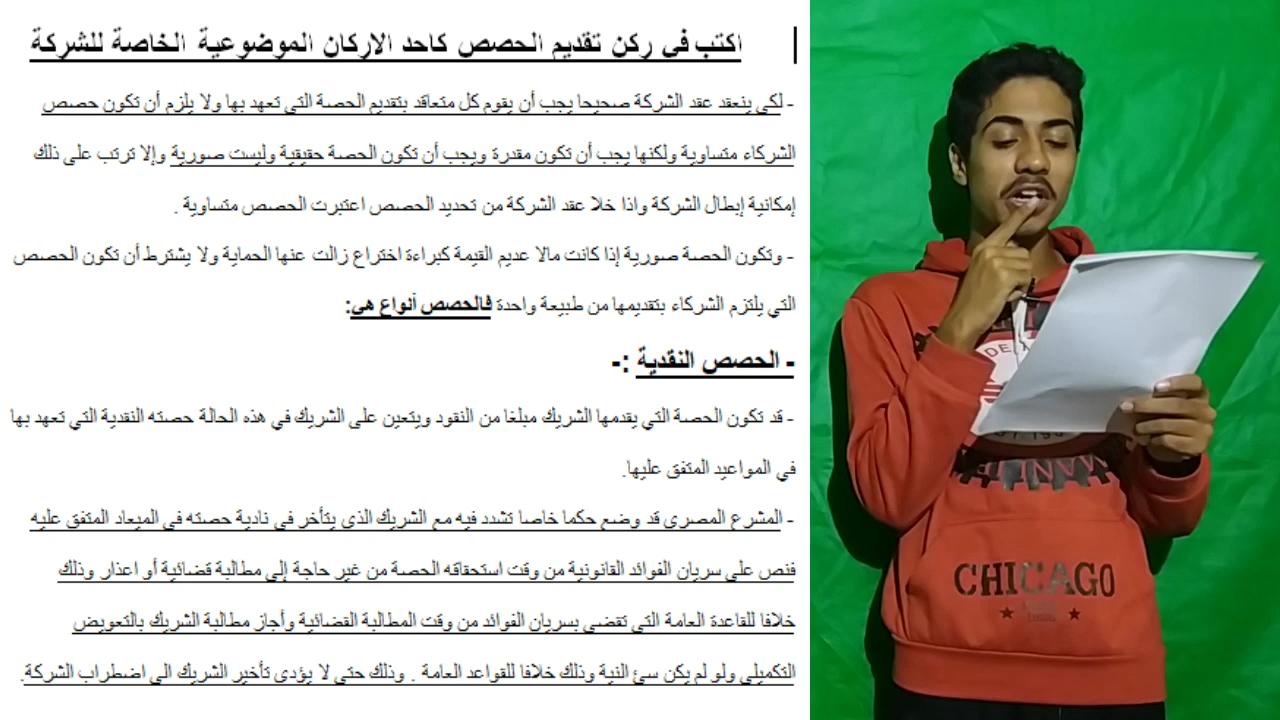 اكتب فى ركن تقديم الحصص كاحد الاركان الموضوعية الخاصة للشركة
- لكي ينعقد عقد الشركة صحيحا يجب أن يقوم كل متعاقد بتقديم الحصة التي تعهد بها ولا يلزم أن تكون حصص
الشركاء متساوية ولكنها يجب أن تكون مقدرة ويجب أن تكون الحصة حقيقية وليست صورية وإلا ترتب على ذلك
إمكانية إبطال الشركة واذا خلا عقد الشركة من تحديد الحصص اعتبرت الحصص متساوية .
- وتكون الحصة صورية إذا كانت مالا عديم القيمة كبراءة اختراع زالت عنها الحماية ولا يشترط أن تكون الحصص
التي يلتزم الشركاء بتقديمها من طبيعة واحدة فالحصص أنواع هي:
- الحصص النقدية :-
- قد تكون الحصة التي يقدمها الشريك مبلغا من النقود ويتعين على الشريك في هذه الحالة حصته النقدية التي تعهد بها
في المواعيد المتفق عليها.
- المشرع المصري قد وضع حكما خاصا تشدد فيه مع الشريك الذي يتأخر في نادية حصته في الميعاد المتفق عليه
فنص على سريان الفوائد القانونية من وقت استحقاقه الحصة من غير حاجة إلى مطالبة قضائية أو اعذار وذلك
خلافا للقاعدة العامة التي تقضي بسريان الفوائد من وقت المطالبة القضائية وأجاز مطالبة الشريك بالتعويض
التكميلي ولو لم يكن سئ النية وذلك خلافا للقواعد العامة . وذلك حتى لا يؤدي تأخير الشريك الى اضطراب الشركة.
CHICAGO